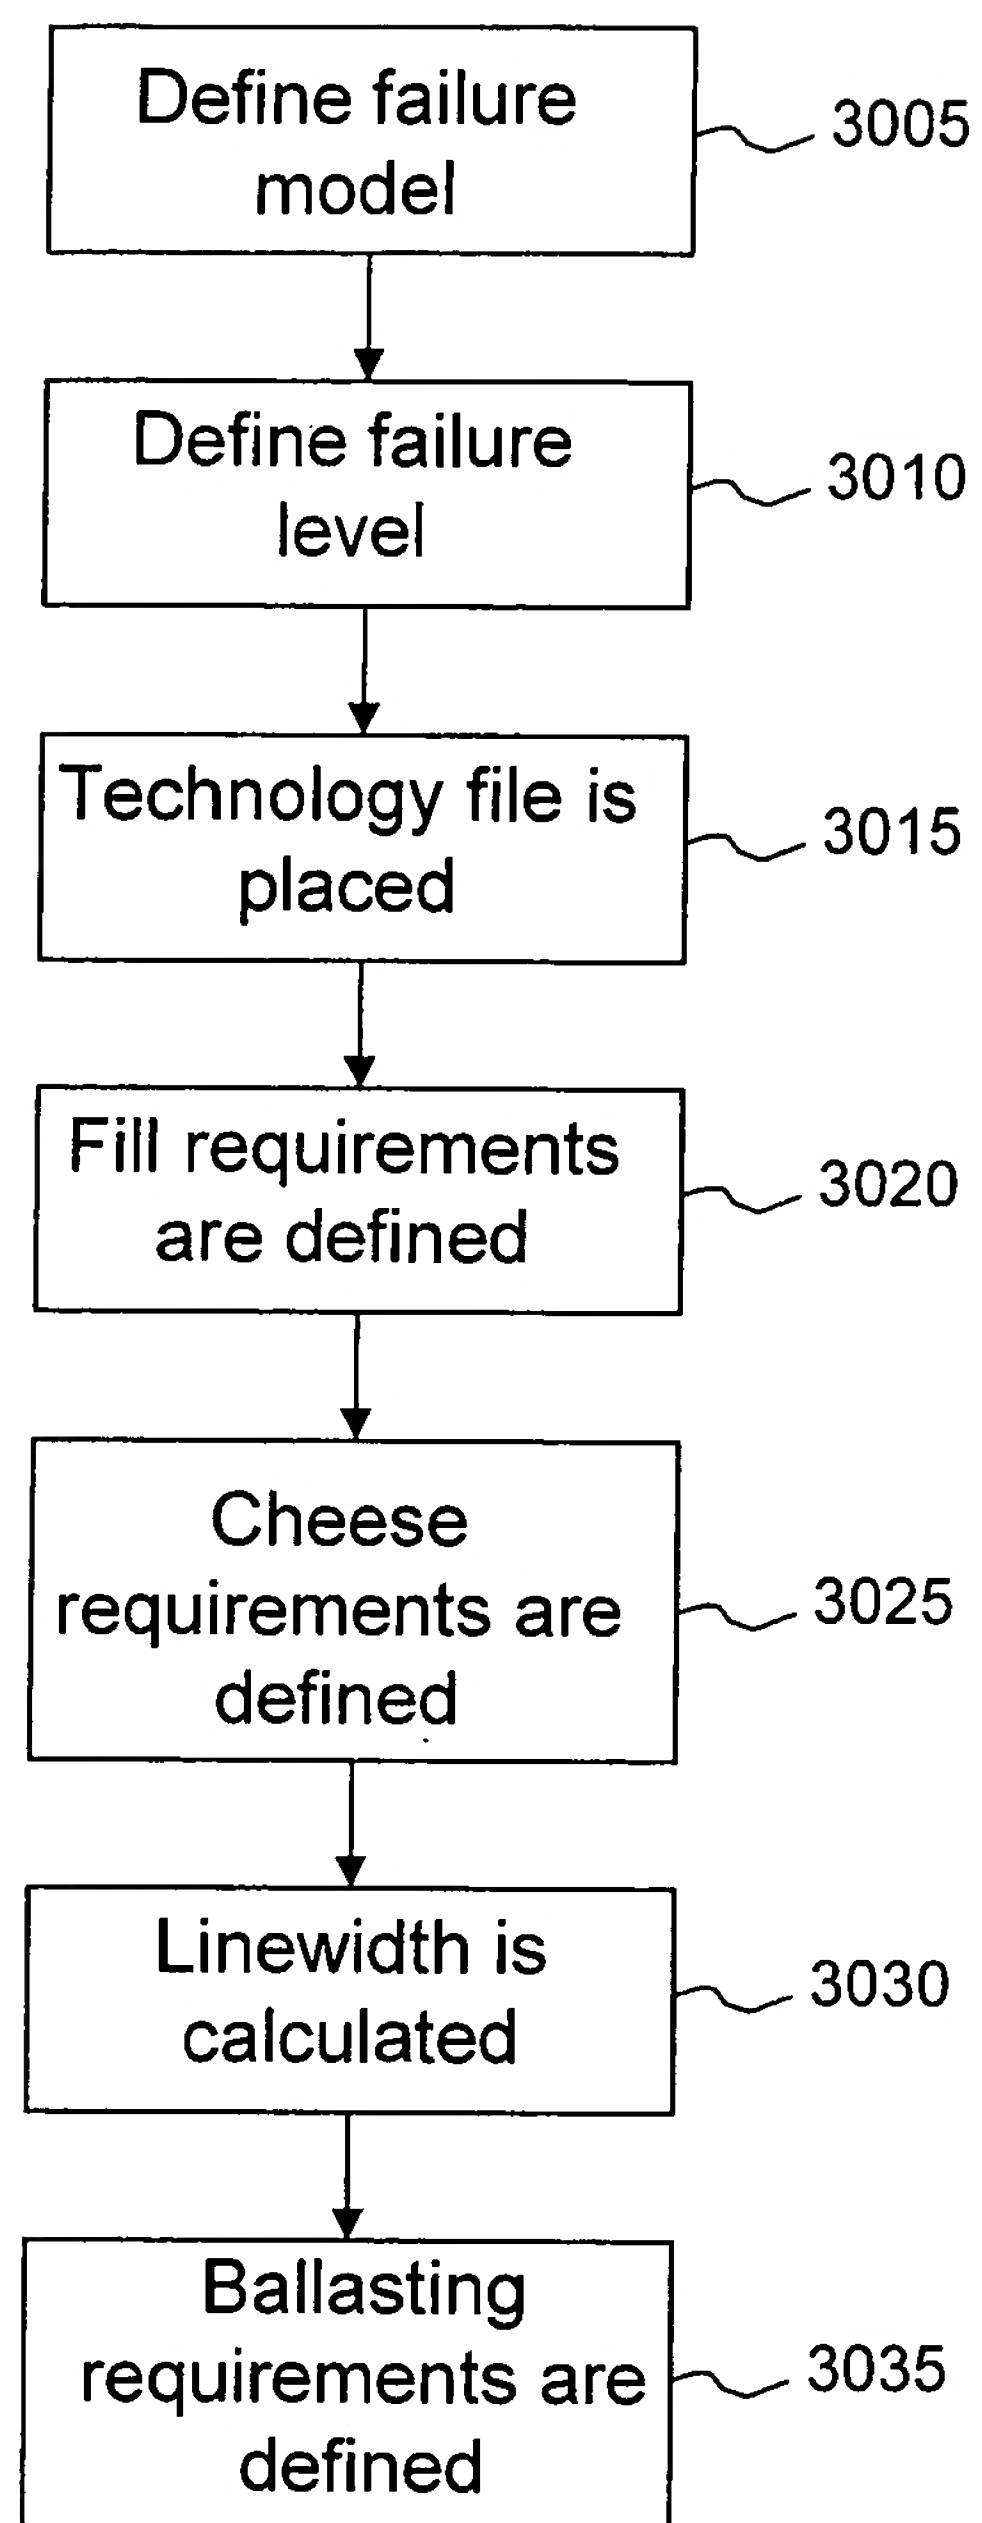 Define failure
model
3005
Define failure
level
3010
Technology file is
placed
3015
Fill requirements
are defined
3020
Cheese
requirements are
defined
3025
Linewidth is
calculated
3030
Ballasting
requirements are
defined
3035